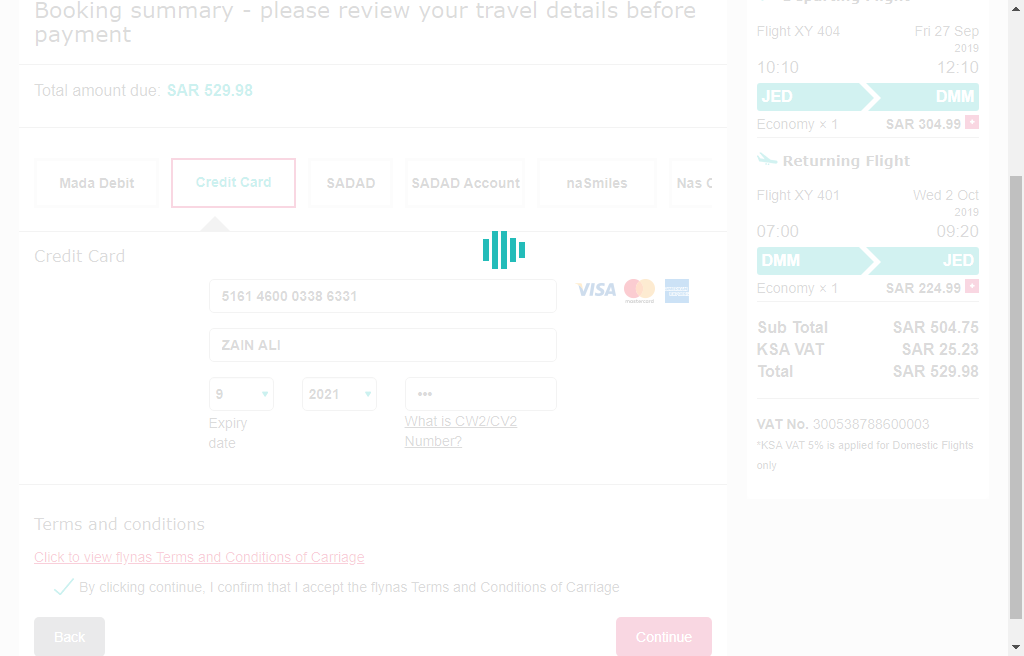 Booking summary - please review your travel details before
payment
Total amount due: SAR 529.98
Mada Debit
Credit Card
SADAD
SADAD Account
naSmiles
Nas
Credit Card
5161 4600 0338 6331
VISA
mastercard
ZAIN ALI
9
2021
•••
Expiry
date
What is CW2/CV2
Number?
Terms and conditions
Click to view flynas Terms and Conditions of Carriage
By clicking continue, I confirm that I accept the flynas Terms and Conditions of Carriage
Back
Continue
Flight XY 404
Fri 27 Sep
2019
10:10
12:10
JED
DMM
Economy × 1
SAR 304.99 +
Returning Flight
Flight XY 401
Wed 2 Oct
2019
07:00
09:20
DMM
JED
Economy × 1
SAR 224.99 +
Sub Total
SAR 504.75
KSA VAT
SAR 25.23
Total
SAR 529.98
VAT No. 300538788600003
*KSA VAT 5% is applied for Domestic Flights
only